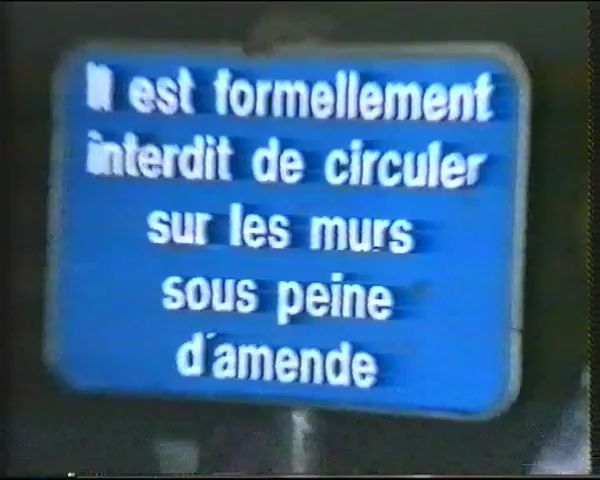 Il est formellement
interdit de circuler
sur les murs
sous peine
d'amende